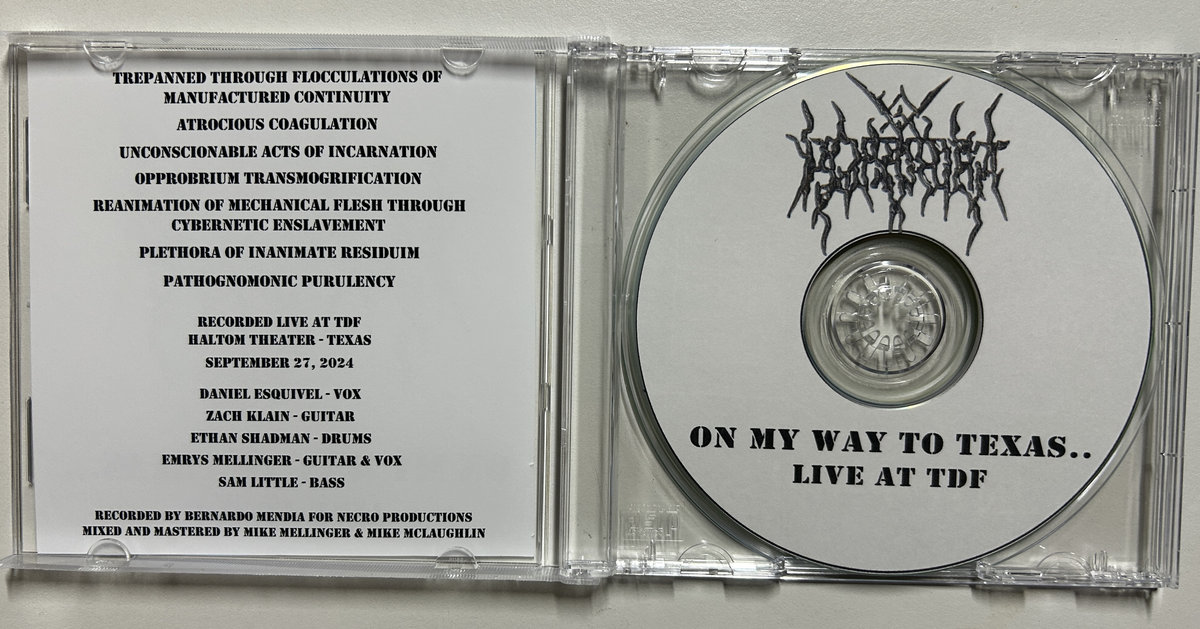 TREPANNED THROUGH FLOCCULATIONS OF
MANUFACTURED CONTINUITY
ATROCIOUS COAGULATION
UNCONSCIONABLE ACTS OF INCARNATION
OPPROBRIUM TRANSMOGRIFICATION
REANIMATION OF MECHANICAL FLESH THROUGH
CYBERNETIC ENSLAVEMENT
PLETHORA OF INANIMATE RESIDUIM
PATHOGNOMONIC PURULENCY
RECORDED LIVE AT TDF
HALTOM THEATER - TEXAS
SEPTEMBER 27, 2024
DANIEL ESQUIVEL - VOX
ZACH KLAIN - GUITAR
ETHAN SHADMAN - DRUMS
EMRYS MELLINGER - GUITAR & VOX
SAM LITTLE - BASS
RECORDED BY BERNARDO MENDIA FOR NECRO PRODUCTIONS
MIXED AND MASTERED BY MIKE MELLINGER & MIKE MCLAUGHLIN
ON MY WAY TO TEXAS..
LIVE AT TDF